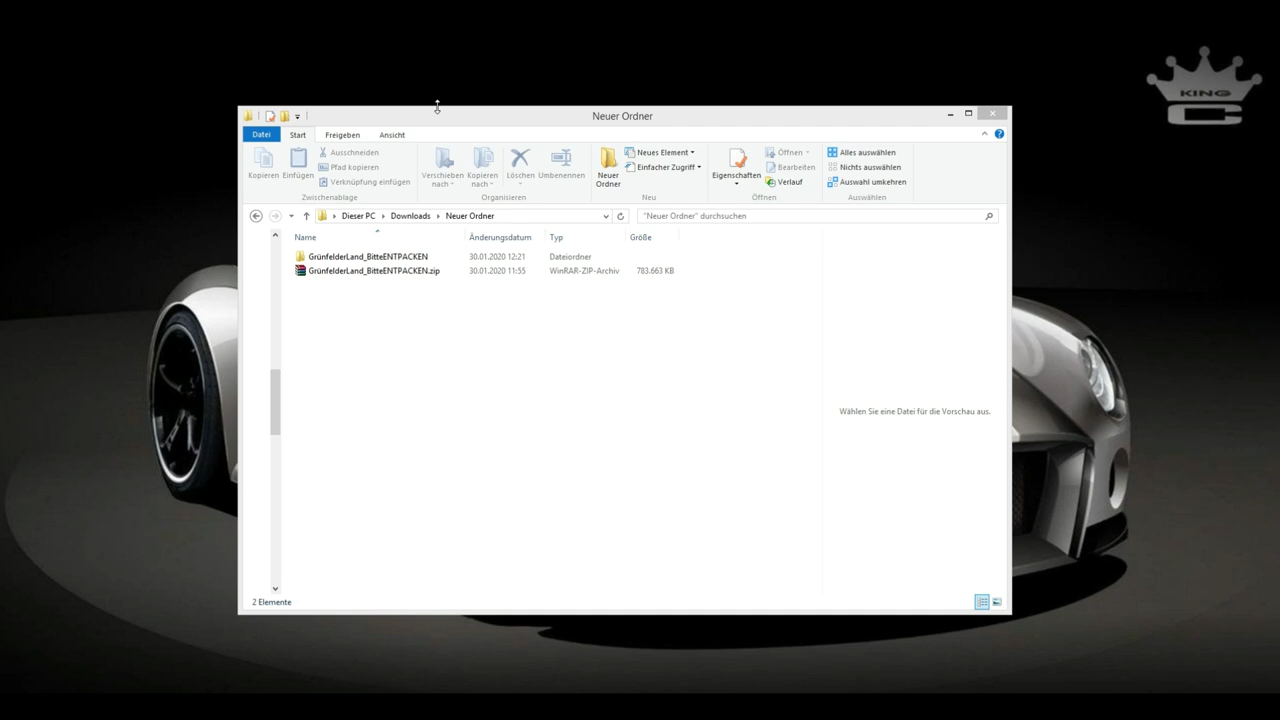 KING
C
Neuer Ordner
Datei Start Freigeben Ansicht
Kopieren Einfügen Ausschneiden Pfad kopieren Verknüpfung einfügen
Zwischenablage
Verschieben nach Kopieren nach Löschen Umbenennen
Organisieren
Neuer Ordner Neues Element Einfacher Zugriff
Neu
Eigenschaften Öffnen Bearbeiten Verlauf
Öffnen
Alles auswählen Nichts auswählen Auswahl umkehren
Auswählen
Dieser PC Downloads Neuer Ordner
"Neuer Ordner" durchsuchen
Name Änderungsdatum Typ Größe
GrünfelderLand_BitteENTPACKEN 30.01.2020 12:21 Dateiordner
GrünfelderLand_BitteENTPACKEN.zip 30.01.2020 11:55 WinRAR-ZIP-Archiv 783.663 KB
Wählen Sie eine Datei für die Vorschau aus.
2 Elemente